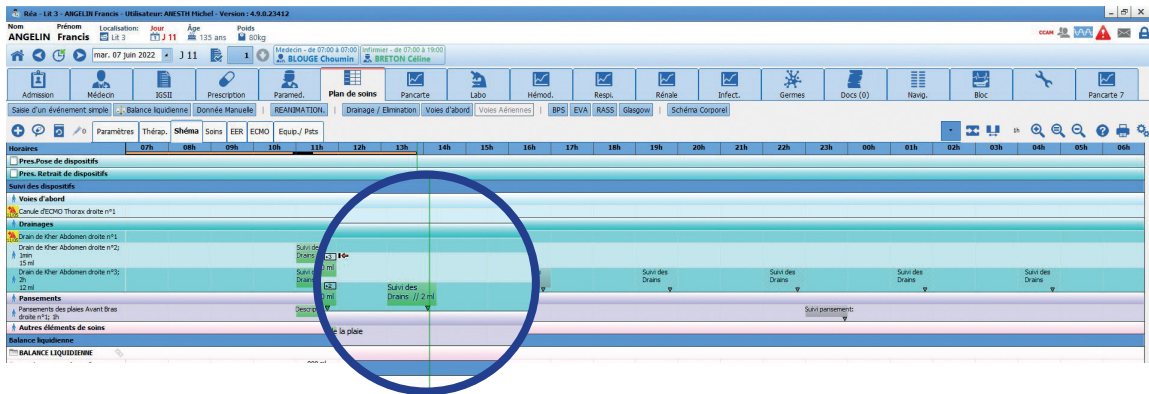 Réa - Lit 3 - ANGELIN Francis - Utilisateur: ANESTH Michel - Version : 4.9.0.23412
Nom Prénom Localisation: Jour Âge Poids
ANGELIN Francis Lit 3 J 11 135 ans 80kg
CCAM
mar. 07 juin 2022 J 11 1
Médecin - de 07:00 à 07:00 Infirmier - de 07:00 à 19:00
BLOUGE Choumin BRETON Céline
Admission Médecin IGSII Prescription Paramed. Plan de soins Pancarte Labo Hémod. Respi. Rénale Infect. Germes Docs (0) Navig. Bloc Pancarte 7
Saisie d'un événement simple Balance liquidienne Donnée Manuelle REANIMATION. Drainage / Elimination Voies d'abord Voies Aériennes BPS EVA RASS Glasgow Schéma Corporel
0 Paramètres Thérap. Shéma Soins EER ECMO Equip./ Psts 1h
Horaires 07h 08h 09h 10h 11h 12h 13h 14h 15h 16h 17h 18h 19h 20h 21h 22h 23h 00h 01h 02h 03h 04h 05h 06h
Pres.Pose de dispositifs
Pres. Retrait de dispositifs
Suivi des dispositifs
Voies d'abord
Canule d'ECMO Thorax droite n°1
Drainages
Drain de Kher Abdomen droite n°1
Drain de Kher Abdomen droite n°2;
1min
15 ml
Suivi de
Drains
0 ml
Drain de Kher Abdomen droite n°3;
2h
12 ml
Drain
0 ml
Suivi des
Drains // 2 ml
Suivi des
Drains
Suivi des
Drains
Suivi des
Drains
Suivi des
Drains
Pansements
Pansements des plaies Avant Bras
droite n°1; 1h
Descrip
de la plaie
Suivi pansement:
Autres éléments de soins
Balance liquidienne
BALANCE LIQUIDIENNE